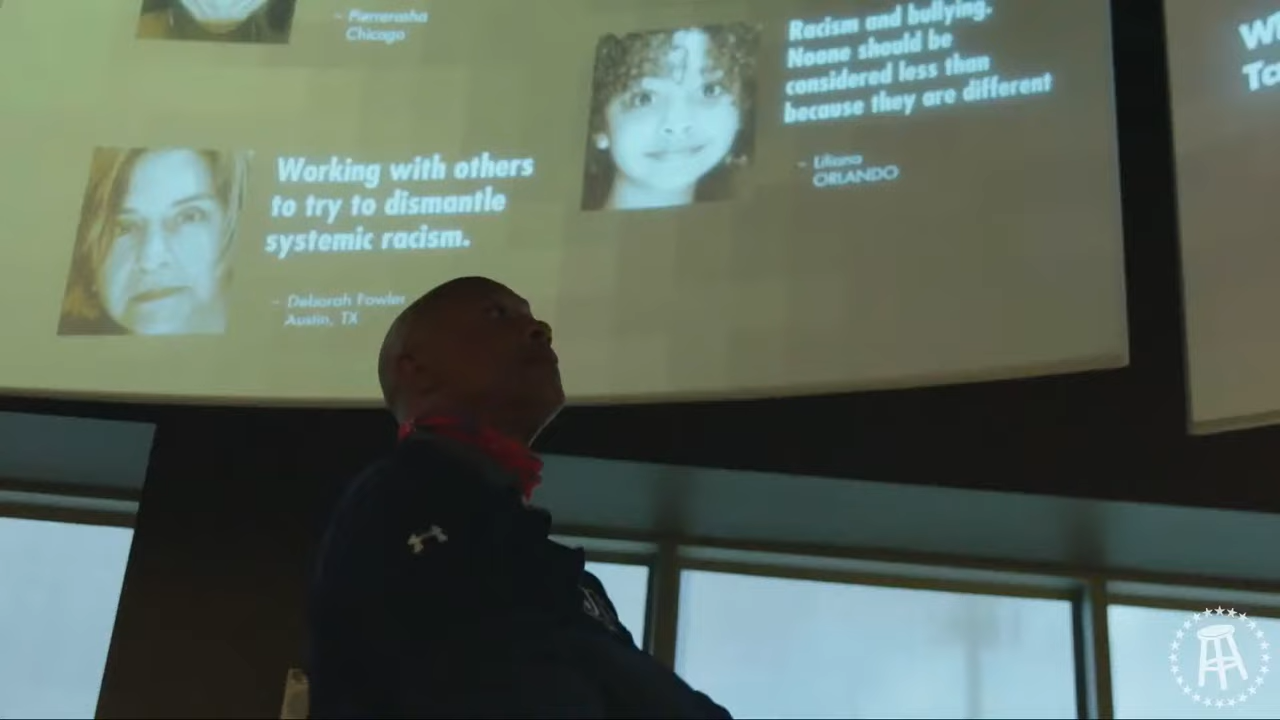 – Pierrarasha
Chicago
Racism and bullying.
Noone should be
considered less than
because they are different
– Liliana
ORLANDO
Working with others
to try to dismantle
systemic racism.
– Deborah Fowler
Austin, TX